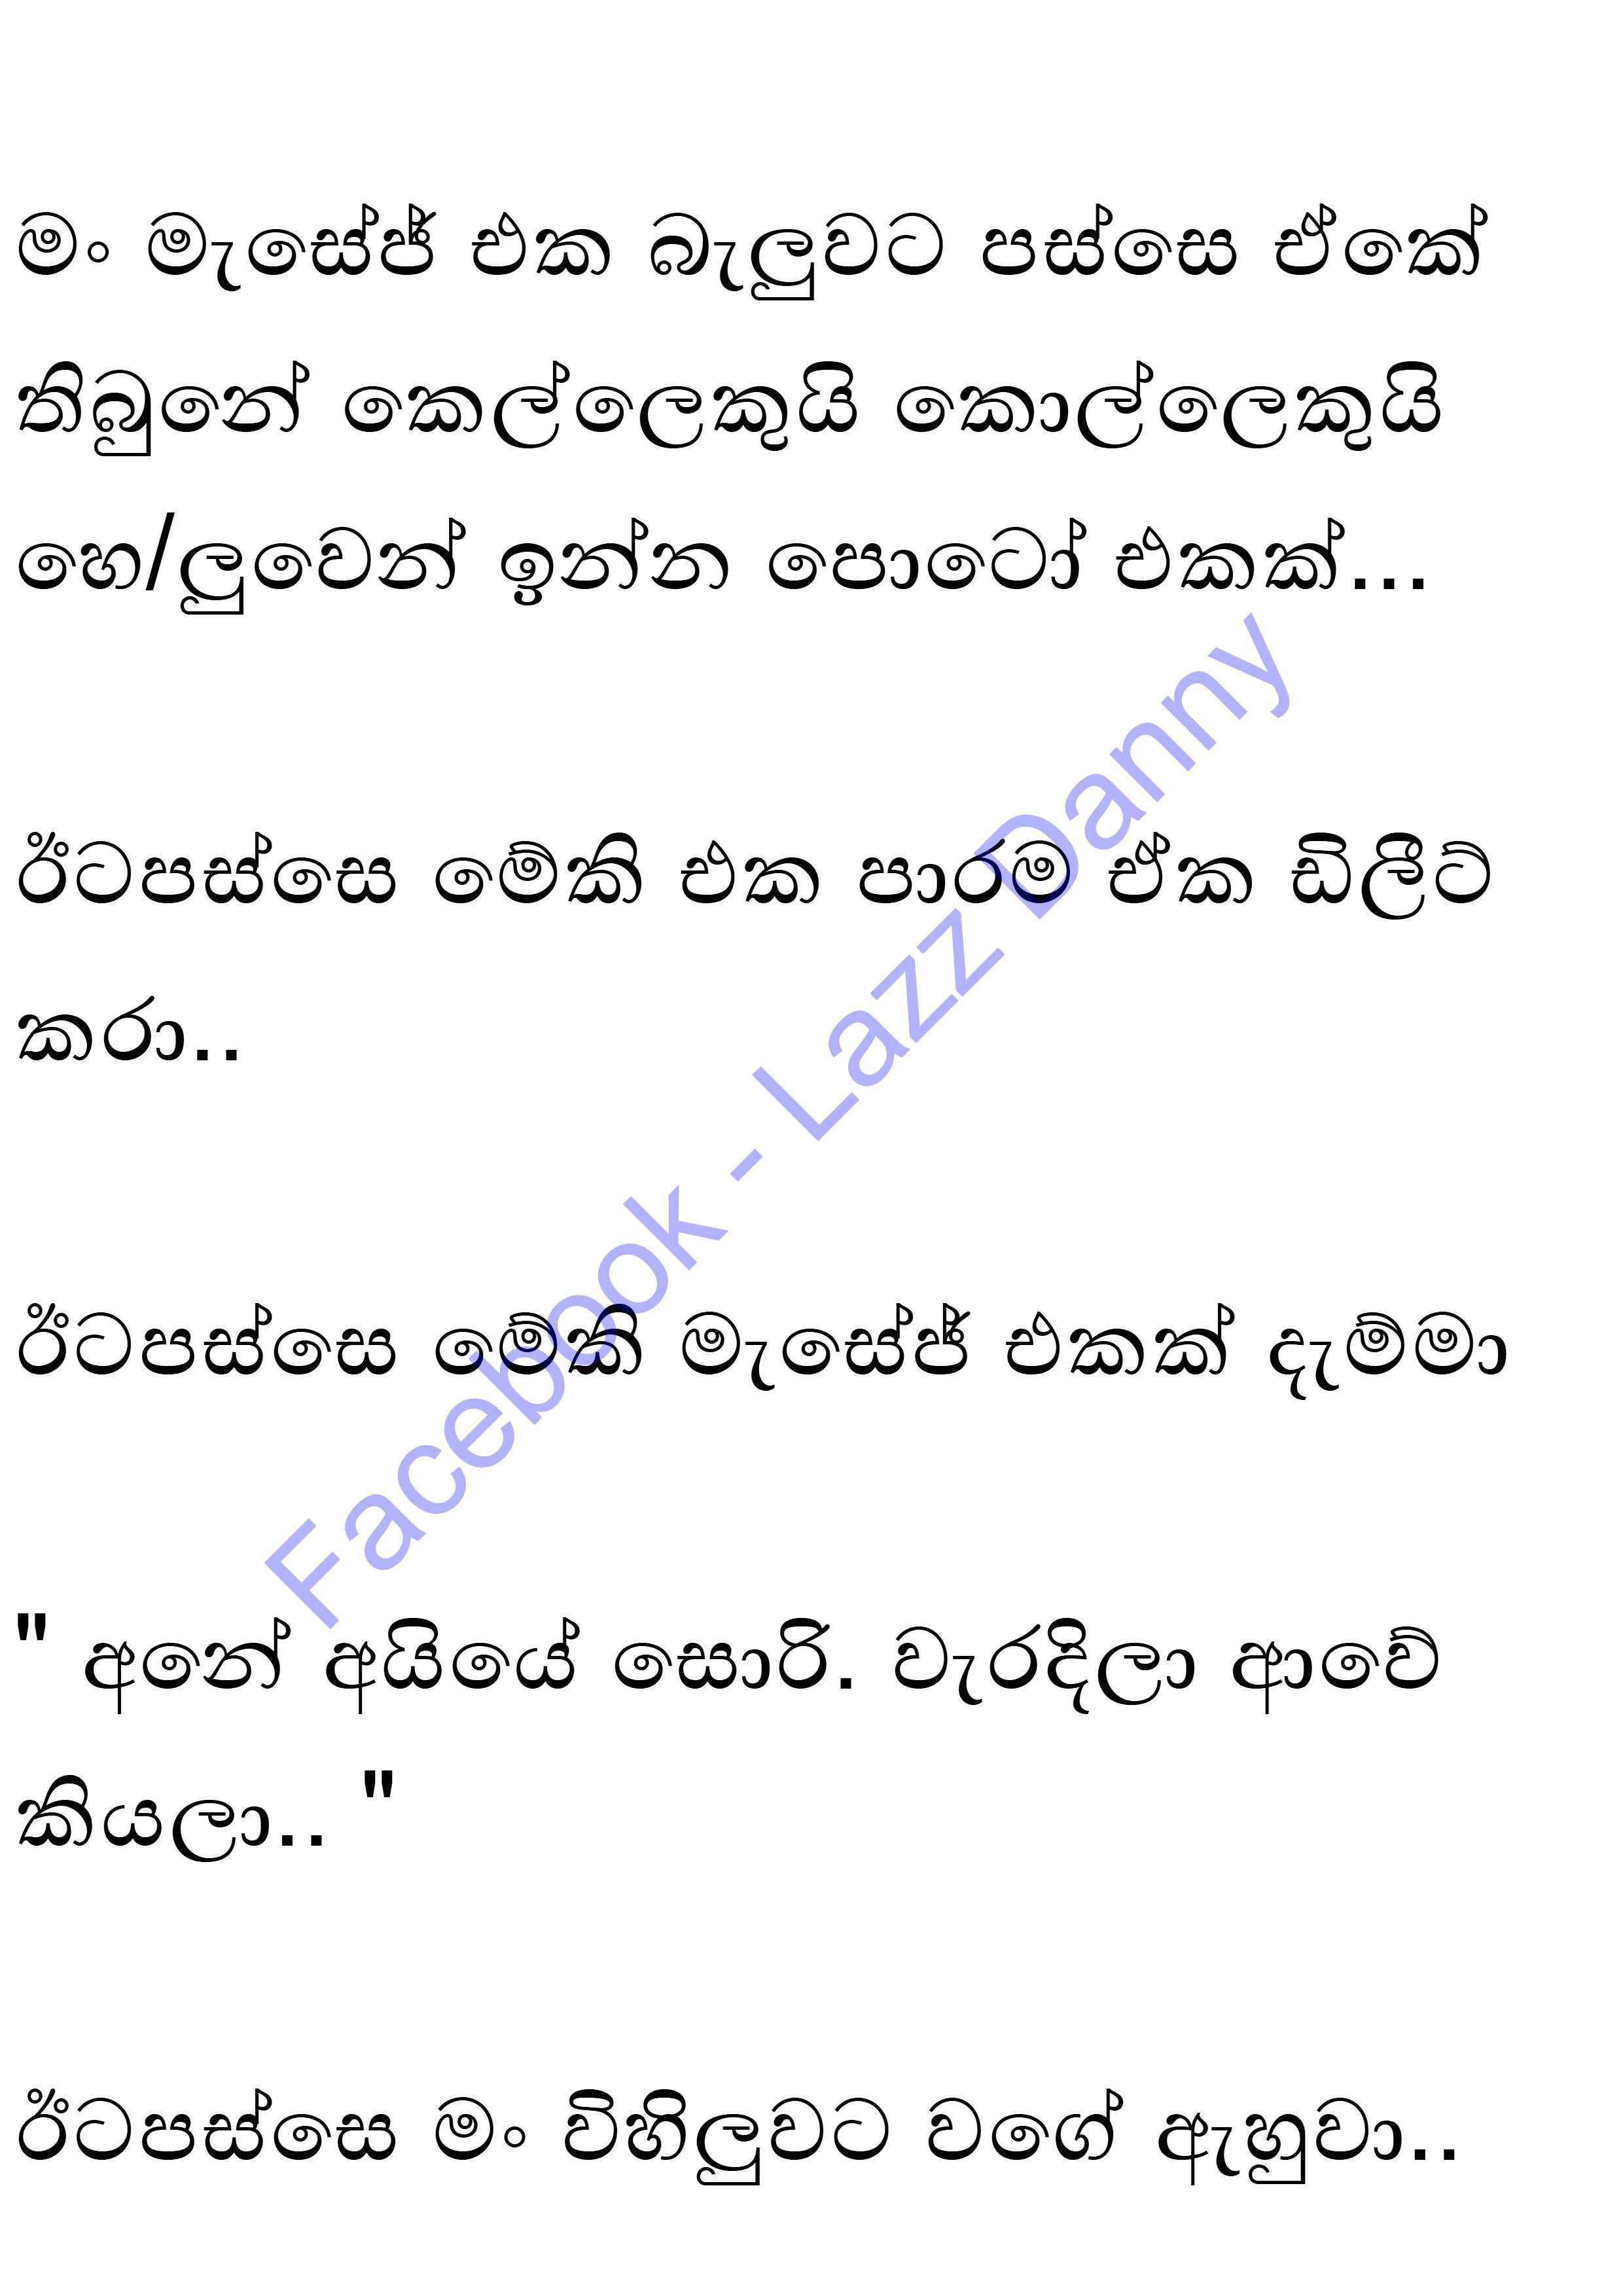 මං මැසේජ් එක බැලුවට පස්සෙ ඒකේ
තිබුනේ කෙල්ලෙකුයි කොල්ලෙකුයි
හෙ/ලුවෙන් ඉන්න පොටෝ එකක්...
ඊටපස්සෙ මේකි එක පාරම ඒක ඩිලීට්
කරා..
ඊටපස්සෙ මේකි මැසේජ් එකක් දැම්මා
" අනේ අයියේ සොරි. වැරදිලා ආවේ
කියලා.. "
ඊටපස්සෙ මං විහිලුවට වගේ ඇහුවා..
Facebook - Lazz Danny